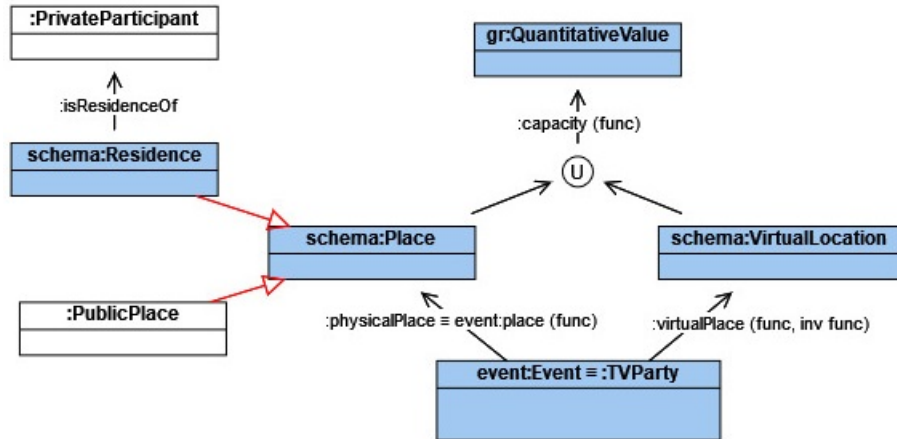 :PrivateParticipant
gr:QuantitativeValue
:isResidenceOf
:capacity (func)
schema:Residence
U
schema:Place
schema:VirtualLocation
:PublicPlace
:physicalPlace ≡ event:place (func)
:virtualPlace (func, inv func)
event:Event ≡ :TVParty